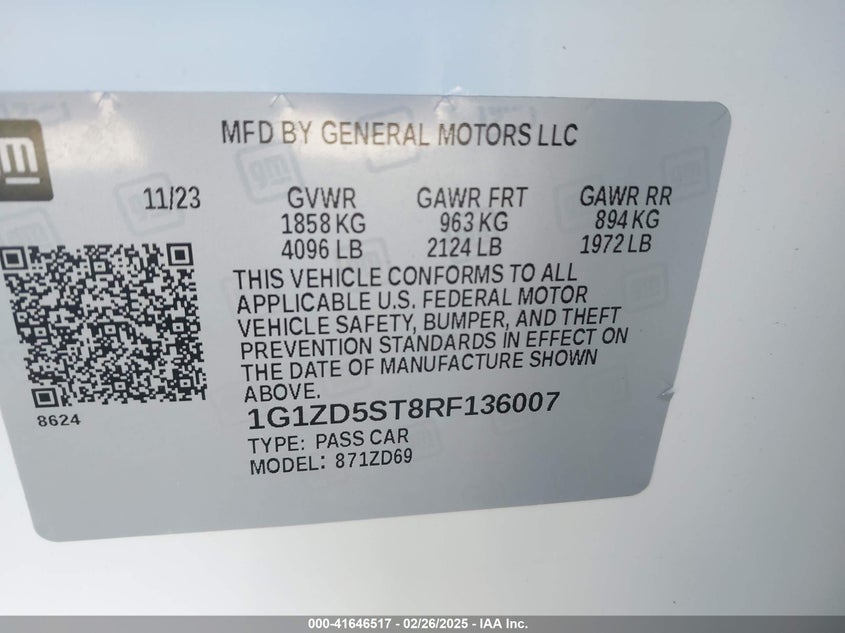 MFD BY GENERAL MOTORS LLC
11/23 GVWR GAWR FRT GAWR RR
1858 KG 963 KG 894 KG
4096 LB 2124 LB 1972 LB
THIS VEHICLE CONFORMS TO ALL
APPLICABLE U.S. FEDERAL MOTOR
VEHICLE SAFETY, BUMPER, AND THEFT
PREVENTION STANDARDS IN EFFECT ON
THE DATE OF MANUFACTURE SHOWN
ABOVE.
8624
1G1ZD5ST8RF136007
TYPE: PASS CAR
MODEL: 871ZD69
000-41646517 - 02/26/2025 - IAA Inc.